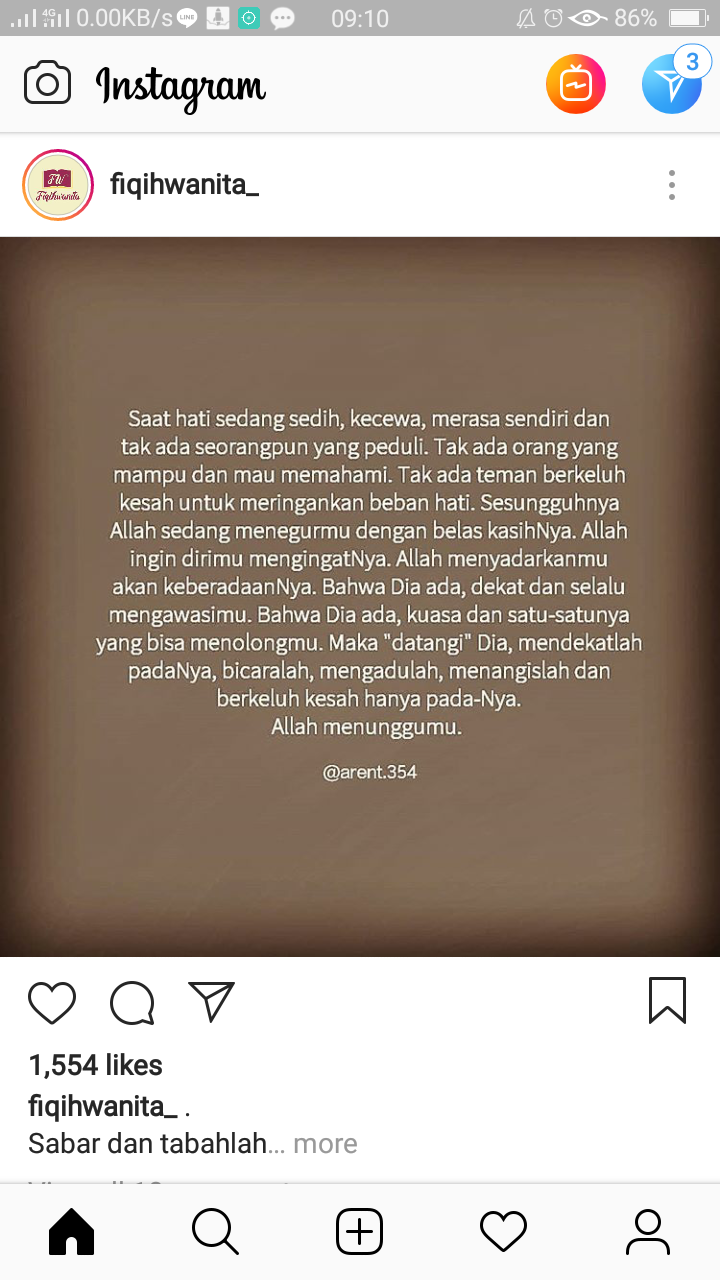 4G 0.00KB/s LINE 09:10 86%
Instagram 3
FW
Fiqihwanita
fiqihwanita_
Saat hati sedang sedih, kecewa, merasa sendiri dan
tak ada seorangpun yang peduli. Tak ada orang yang
mampu dan mau memahami. Tak ada teman berkeluh
kesah untuk meringankan beban hati. Sesungguhnya
Allah sedang menegurmu dengan belas kasihNya. Allah
ingin dirimu mengingatNya. Allah menyadarkanmu
akan keberadaanNya. Bahwa Dia ada, dekat dan selalu
mengawasimu. Bahwa Dia ada, kuasa dan satu-satunya
yang bisa menolongmu. Maka "datangi" Dia, mendekatlah
padaNya, bicaralah, mengadulah, menangislah dan
berkeluh kesah hanya pada-Nya.
Allah menunggumu.
@arent.354
1,554 likes
fiqihwanita_ .
Sabar dan tabahlah... more